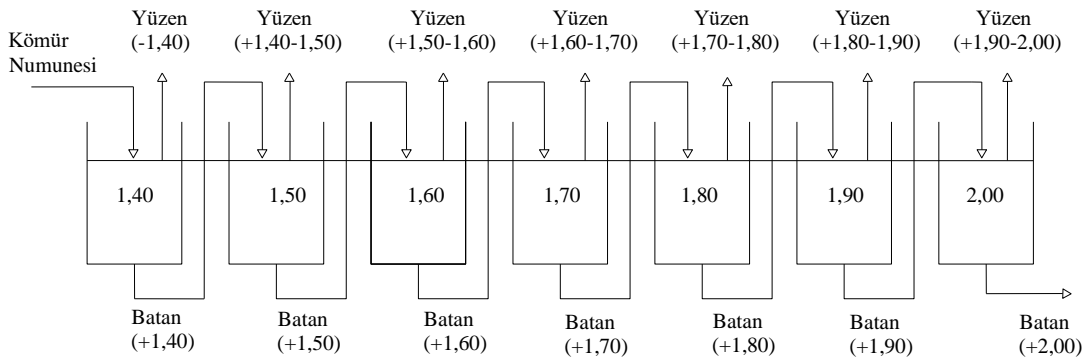 Kömür
Numunesi
Yüzen
(-1,40)
Yüzen
(+1,40-1,50)
Yüzen
(+1,50-1,60)
Yüzen
(+1,60-1,70)
Yüzen
(+1,70-1,80)
Yüzen
(+1,80-1,90)
Yüzen
(+1,90-2,00)
1,40
1,50
1,60
1,70
1,80
1,90
2,00
Batan
(+1,40)
Batan
(+1,50)
Batan
(+1,60)
Batan
(+1,70)
Batan
(+1,80)
Batan
(+1,90)
Batan
(+2,00)